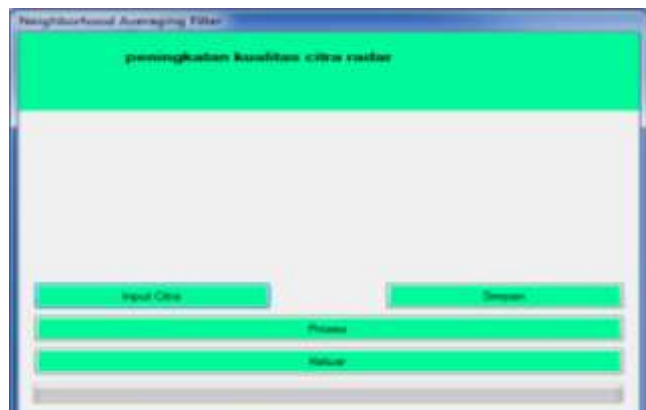 Neighborhood Averaging Filter
peningkatan kualitas citra radar
Input Citra
Simpan
Proses
Keluar